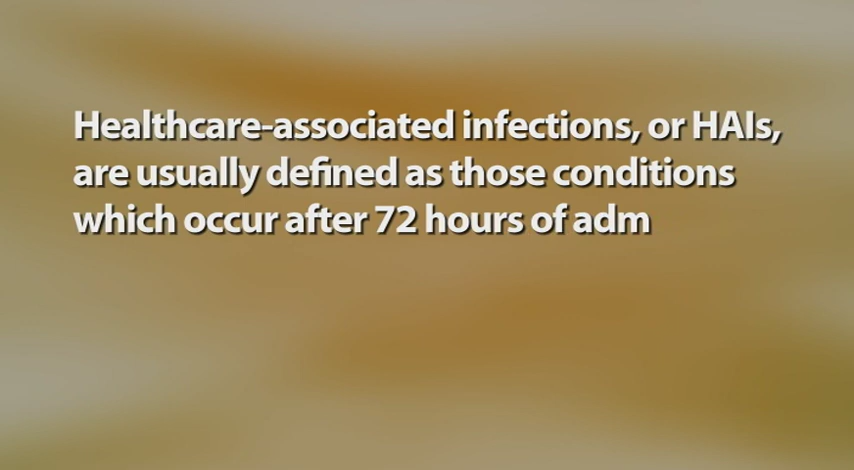 Healthcare-associated infections, or HAIs,
are usually defined as those conditions
which occur after 72 hours of adm